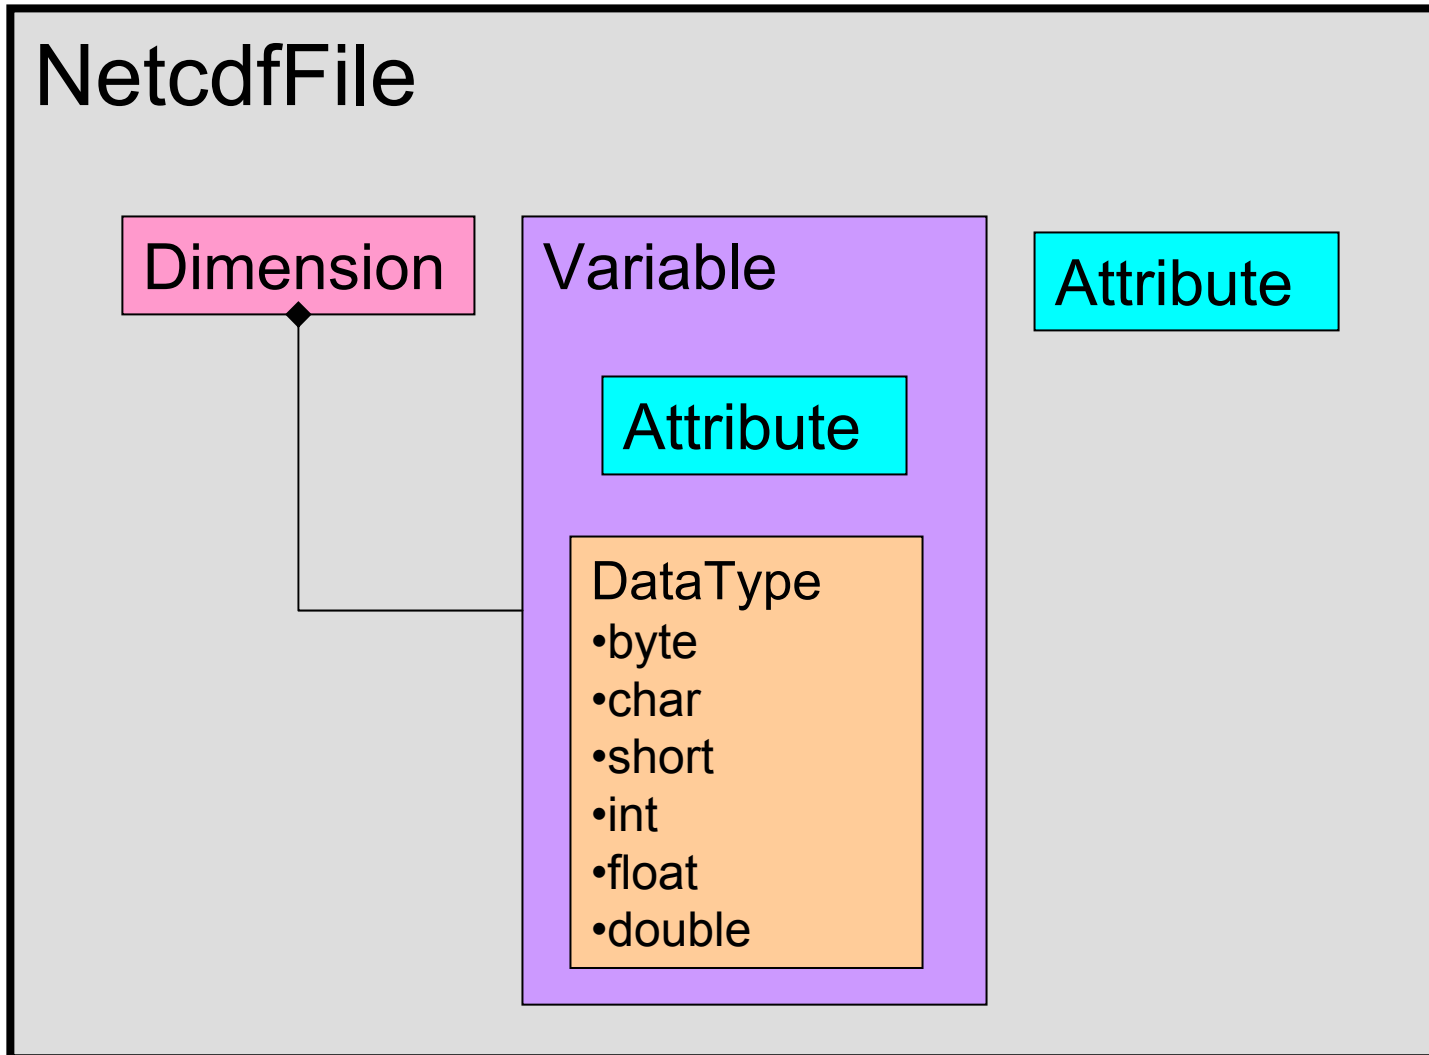 NetcdfFile
Dimension
Variable
Attribute
Attribute
DataType
•byte
•char
•short
•int
•float
•double